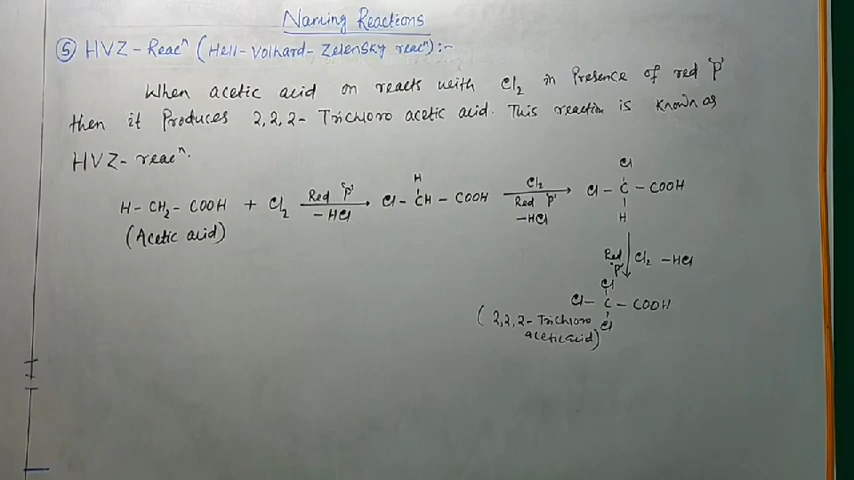 Naming Reactions
⑤ HVZ-Reacⁿ (Hell-Volhard-Zelensky reacⁿ):-
When acetic acid on reacts with Cl₂ in Presence of red 'P'
then it Produces 2,2,2-Trichloro acetic acid. This reaction is known as
HVZ-reacⁿ.
H-CH₂-COOH + Cl₂ Red 'P' -HCl → Cl-CH-COOH H Cl₂ Red 'P' -HCl → Cl-C-COOH Cl H
(Acetic acid)
Red 'P' Cl₂ -HCl
Cl
Cl-C-COOH
Cl
(2,2,2-Trichloro
acetic acid)